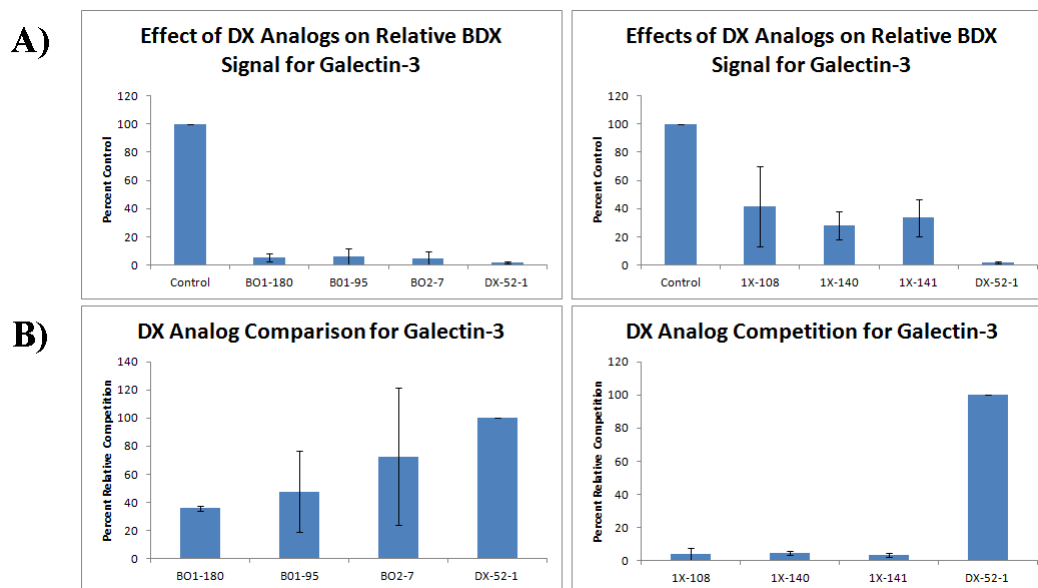 A)
Effect of DX Analogs on Relative BDX
Signal for Galectin-3
Percent Control
120
100
80
60
40
20
0
Control BO1-180 B01-95 BO2-7 DX-52-1
Effects of DX Analogs on Relative BDX
Signal for Galectin-3
Percent Control
120
100
80
60
40
20
0
Control 1X-108 1X-140 1X-141 DX-52-1
B)
DX Analog Comparison for Galectin-3
Percent Relative Competition
140
120
100
80
60
40
20
0
BO1-180 B01-95 BO2-7 DX-52-1
DX Analog Competition for Galectin-3
Percent Relative Competition
120
100
80
60
40
20
0
1X-108 1X-140 1X-141 DX-52-1